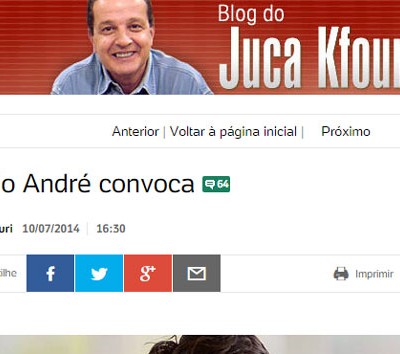 Blog do
Juca Kfour
Anterior | Voltar à página inicial | Próximo
o André convoca 64
uri 10/07/2014 16:30
ilhe f g+ Imprimir